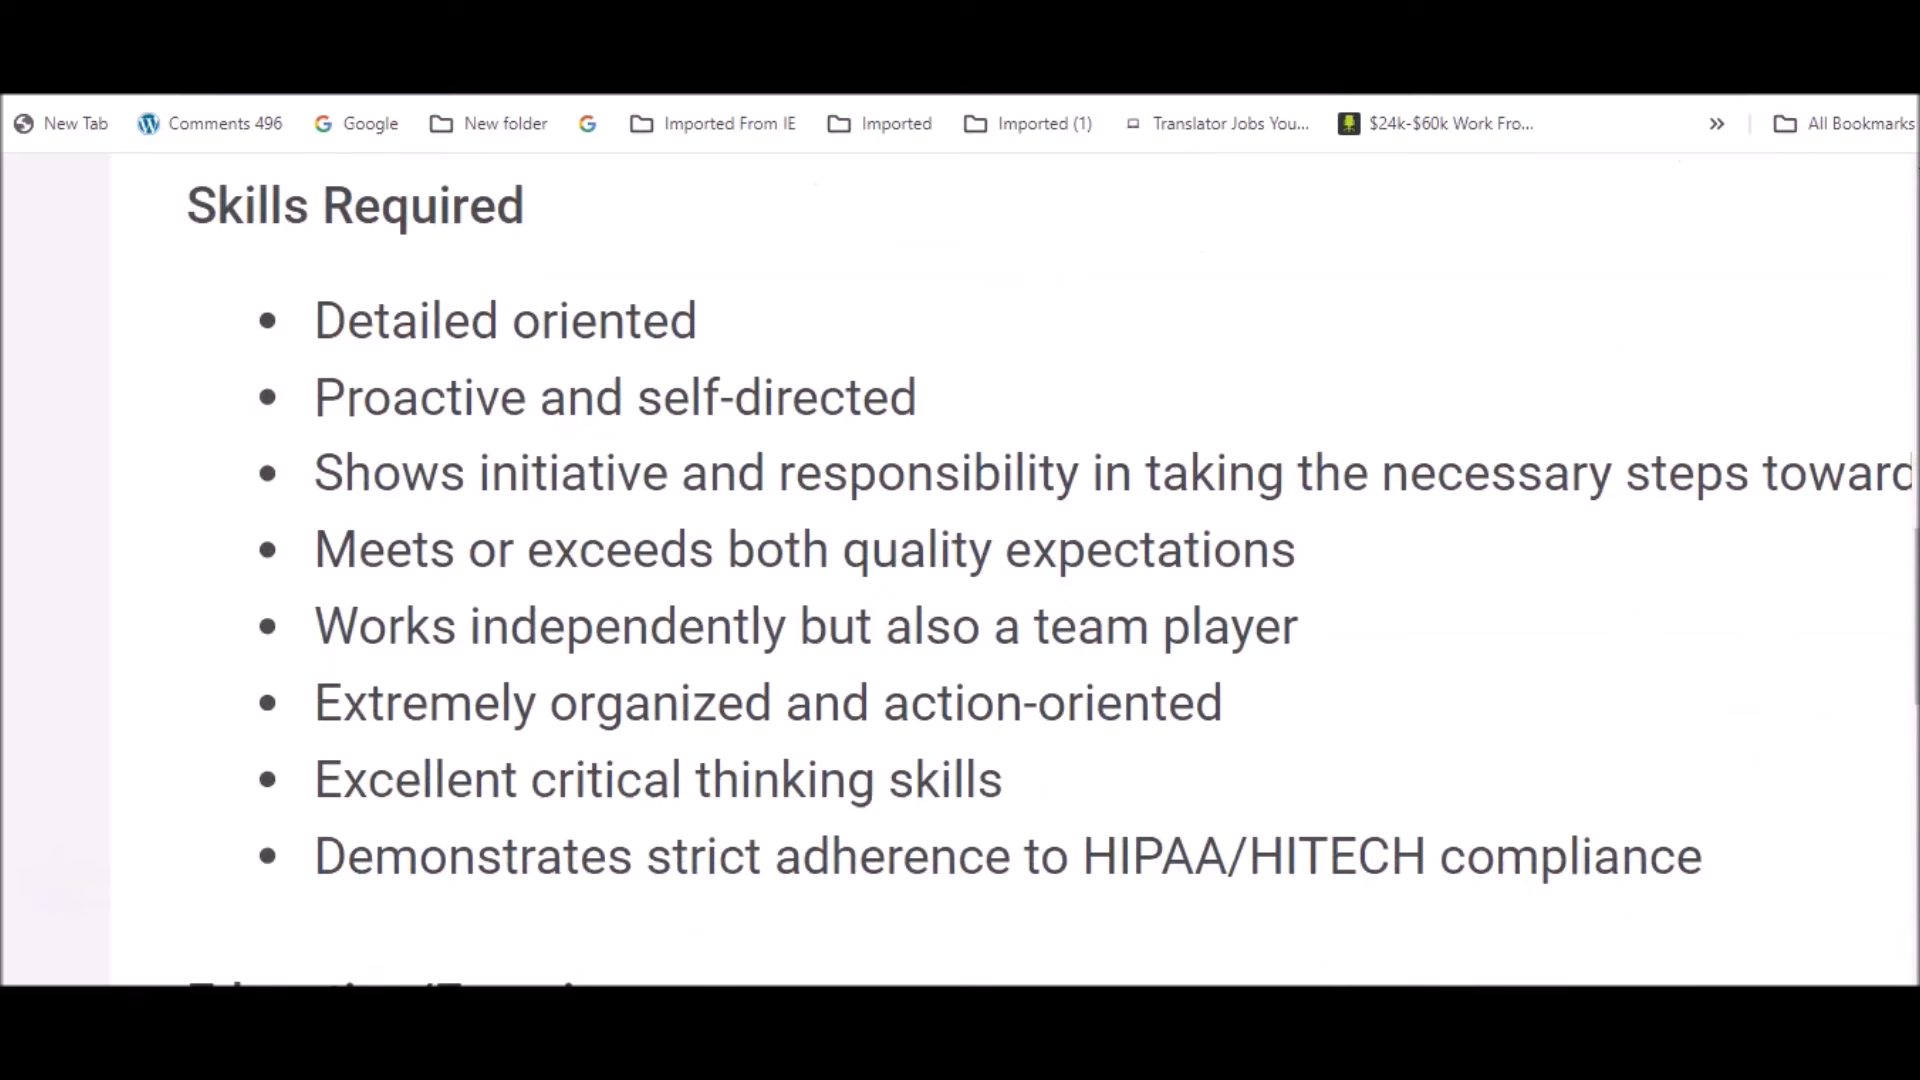 New Tab Comments 496 Google New folder Imported From IE Imported Imported (1) Translator Jobs You... $24k-$60k Work Fro... » All Bookmarks
Skills Required
• Detailed oriented
• Proactive and self-directed
• Shows initiative and responsibility in taking the necessary steps toward
• Meets or exceeds both quality expectations
• Works independently but also a team player
• Extremely organized and action-oriented
• Excellent critical thinking skills
• Demonstrates strict adherence to HIPAA/HITECH compliance